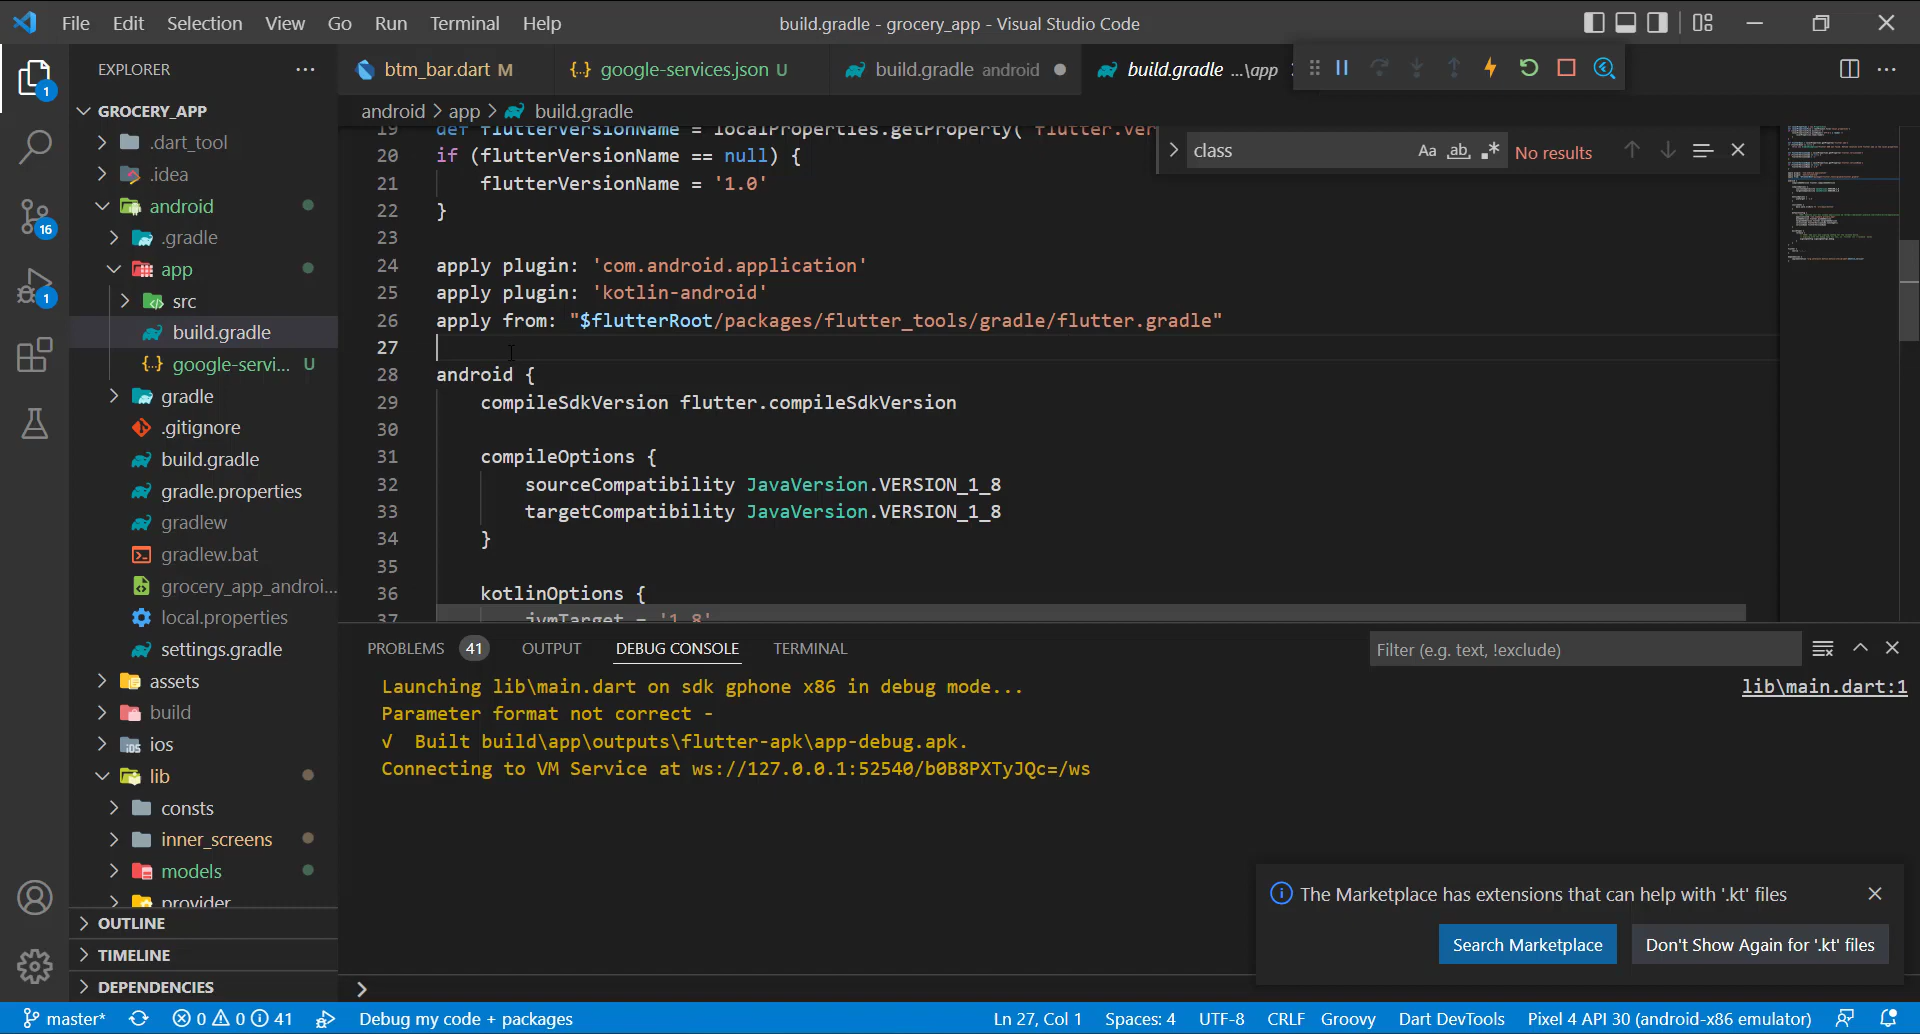 File Edit Selection View Go Run Terminal Help
build.gradle - grocery_app - Visual Studio Code
EXPLORER
btm_bar.dart M
google-services.json U
build.gradle android
build.gradle ...\app
GROCERY_APP
android > app > build.gradle
.dart_tool
.idea
android
.gradle
app
src
build.gradle
google-servi... U
gradle
.gitignore
build.gradle
gradle.properties
gradlew
gradlew.bat
grocery_app_androi...
local.properties
settings.gradle
assets
build
ios
lib
consts
inner_screens
models
provider
OUTLINE
TIMELINE
DEPENDENCIES
1
16
1
19 def flutterVersionName = localProperties.getProperty('flutter.ver
20 if (flutterVersionName == null) {
21 flutterVersionName = '1.0'
22 }
23
24 apply plugin: 'com.android.application'
25 apply plugin: 'kotlin-android'
26 apply from: "$flutterRoot/packages/flutter_tools/gradle/flutter.gradle"
27
28 android {
29 compileSdkVersion flutter.compileSdkVersion
30
31 compileOptions {
32 sourceCompatibility JavaVersion.VERSION_1_8
33 targetCompatibility JavaVersion.VERSION_1_8
34 }
35
36 kotlinOptions {
37 jvmTarget = '1.8'
class
Aa ab .*
No results
PROBLEMS 41 OUTPUT DEBUG CONSOLE TERMINAL
Filter (e.g. text, !exclude)
Launching lib\main.dart on sdk gphone x86 in debug mode...
lib\main.dart:1
Parameter format not correct -
√ Built build\app\outputs\flutter-apk\app-debug.apk.
Connecting to VM Service at ws://127.0.0.1:52540/b0B8PXTyJQc=/ws
The Marketplace has extensions that can help with '.kt' files
Search Marketplace
Don't Show Again for '.kt' files
master* 0 0 41 Debug my code + packages
Ln 27, Col 1 Spaces: 4 UTF-8 CRLF Groovy Dart DevTools Pixel 4 API 30 (android-x86 emulator)